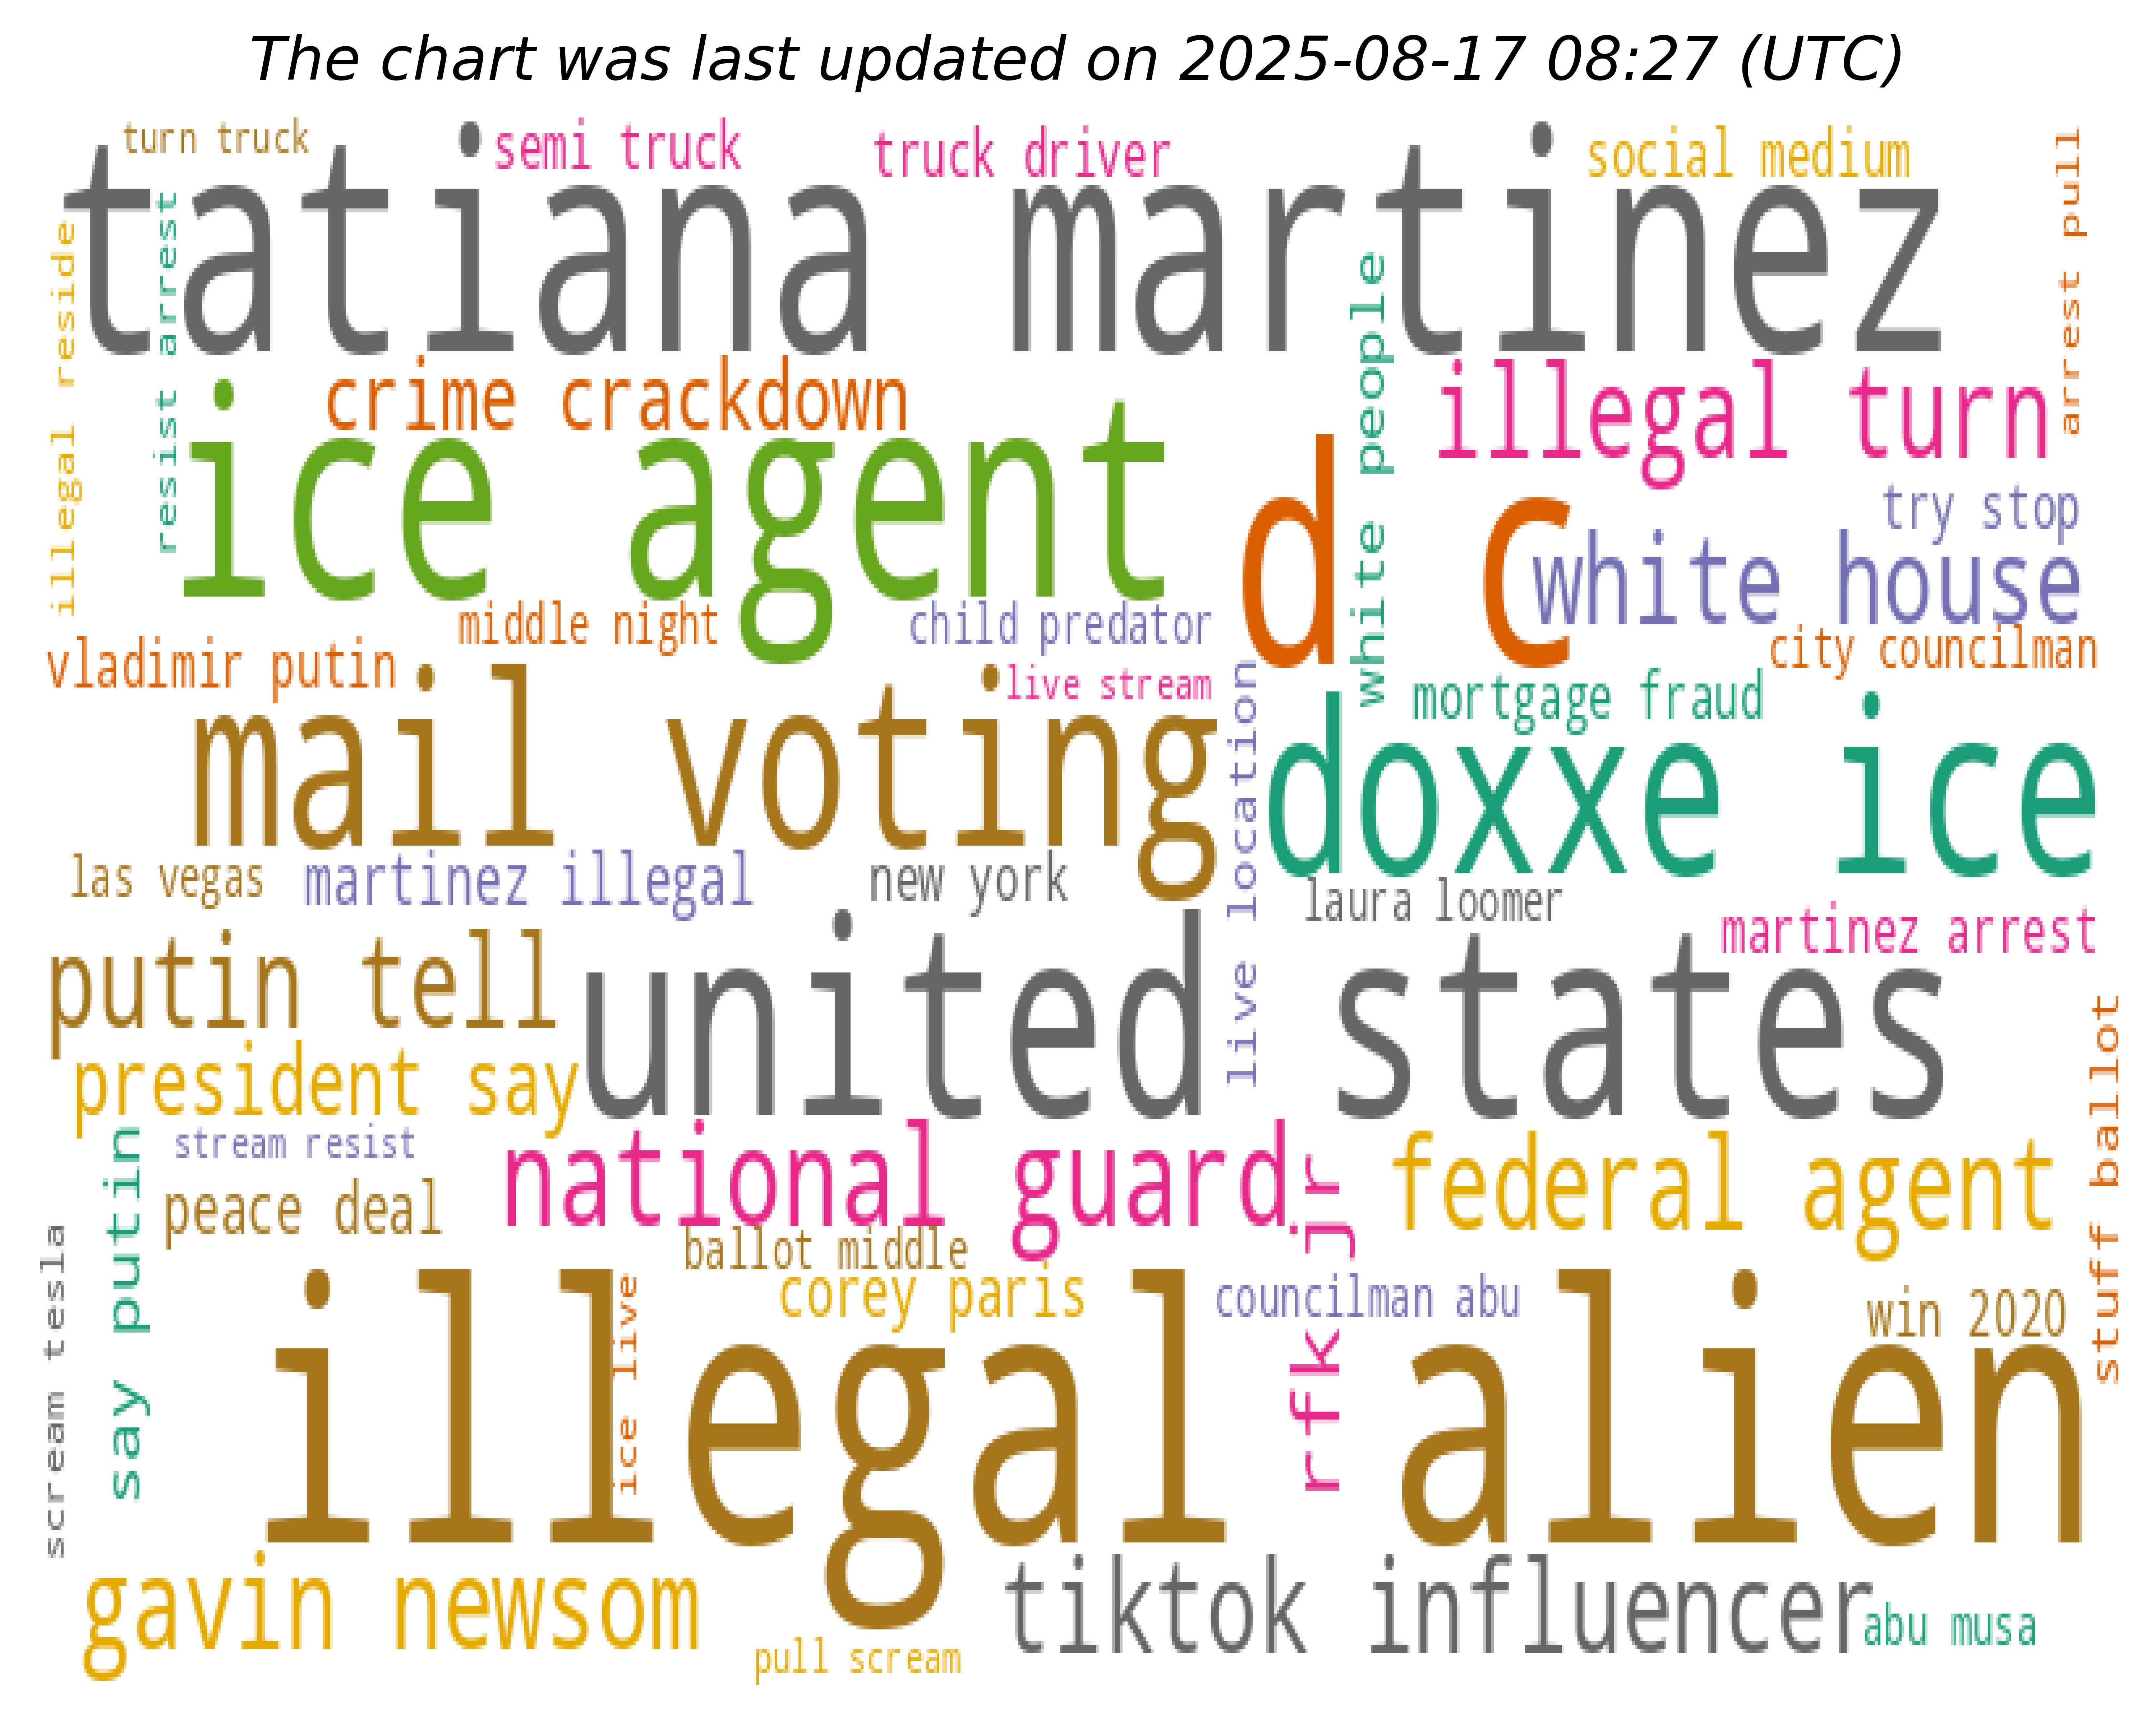 The chart was last updated on 2025-08-17 08:27 (UTC)
turn truck
semi truck
truck driver
social medium
arrest pull
tatiana martinez
illegal reside
resist arrest
white people
crime crackdown
illegal turn
ice agent
d c
try stop
white house
middle night
child predator
city councilman
vladimir putin
live stream
mortgage fraud
mail voting
live location
doxxe ice
las vegas
martinez illegal
new york
laura loomer
martinez arrest
putin tell
united states
president say
stuff ballot
say putin
stream resist
national guard
federal agent
peace deal
rfk jr
ballot middle
scream tesla
ice live
corey paris
councilman abu
win 2020
illegal alien
gavin newsom
tiktok influencer
abu musa
pull scream